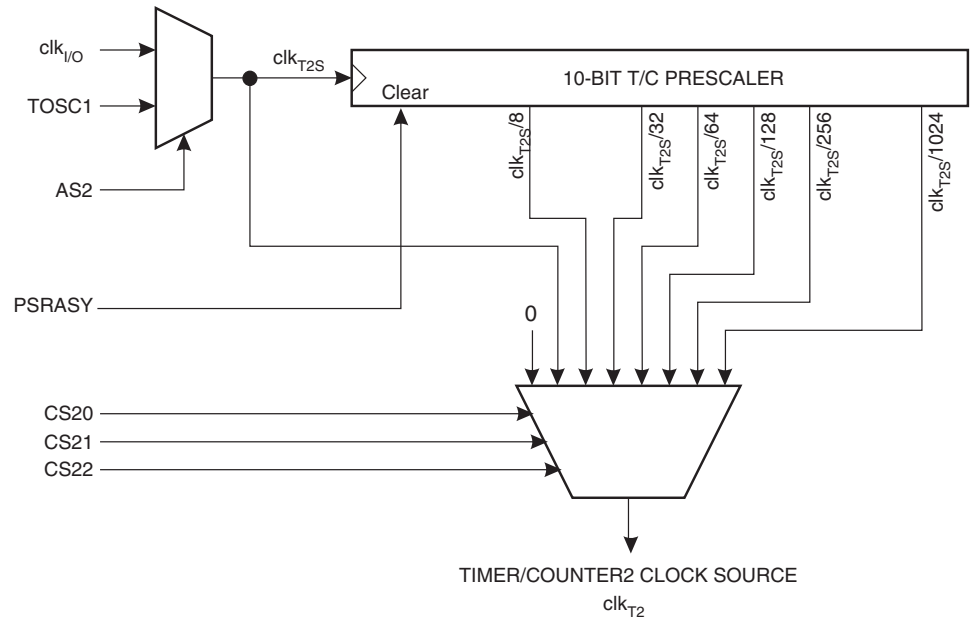 clkI/O
TOSC1
AS2
clkT2S
10-BIT T/C PRESCALER
Clear
clkT2S/8
clkT2S/32
clkT2S/64
clkT2S/128
clkT2S/256
clkT2S/1024
PSRASY
0
CS20
CS21
CS22
TIMER/COUNTER2 CLOCK SOURCE
clkT2